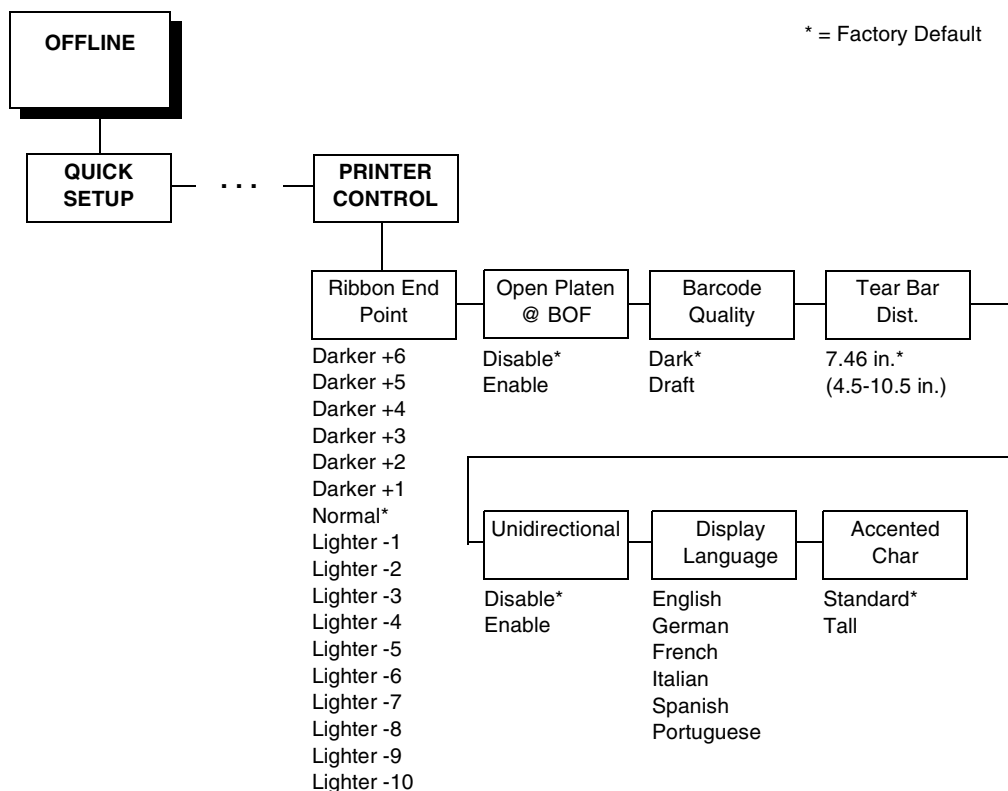 OFFLINE
* = Factory Default
QUICK
SETUP
. . .
PRINTER
CONTROL
Ribbon End
Point
Darker +6
Darker +5
Darker +4
Darker +3
Darker +2
Darker +1
Normal*
Lighter -1
Lighter -2
Lighter -3
Lighter -4
Lighter -5
Lighter -6
Lighter -7
Lighter -8
Lighter -9
Lighter -10
Open Platen
@ BOF
Disable*
Enable
Barcode
Quality
Dark*
Draft
Tear Bar
Dist.
7.46 in.*
(4.5-10.5 in.)
Unidirectional
Disable*
Enable
Display
Language
English
German
French
Italian
Spanish
Portuguese
Accented
Char
Standard*
Tall